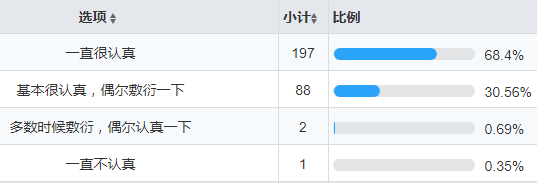 选项 小计 比例
一直很认真 197 68.4%
基本很认真，偶尔敷衍一下 88 30.56%
多数时候敷衍，偶尔认真一下 2 0.69%
一直不认真 1 0.35%